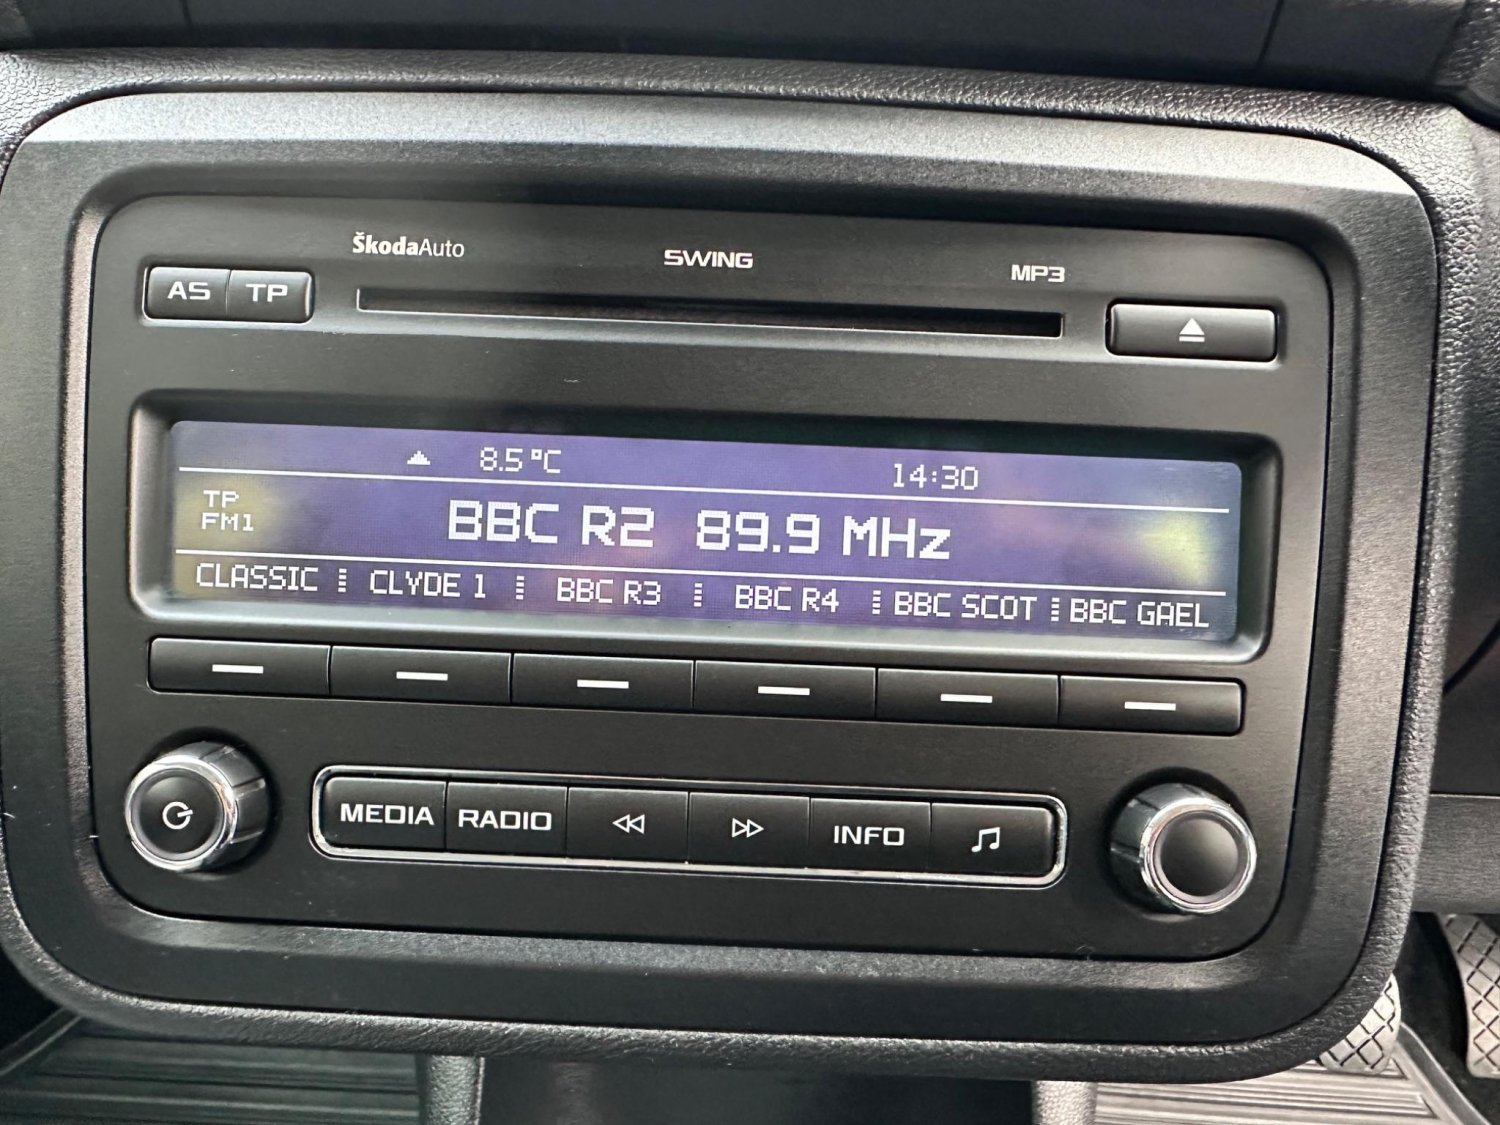 ŠkodaAuto SWING MP3
AS TP
8.5 °C 14:30
TP
FM1
BBC R2 89.9 MHz
CLASSIC CLYDE 1 BBC R3 BBC R4 BBC SCOT BBC GAEL
MEDIA RADIO INFO